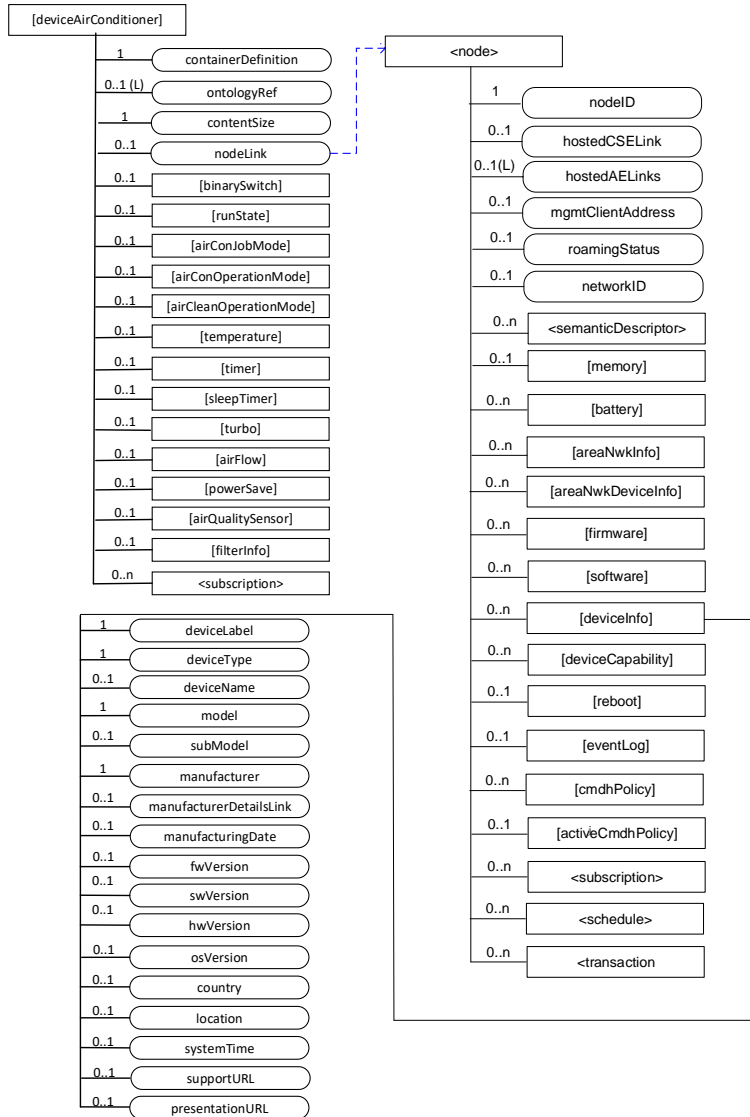 [deviceAirConditioner]
1
containerDefinition
0..1 (L)
ontologyRef
1
contentSize
0..1
nodeLink
0..1
[binarySwitch]
0..1
[runState]
0..1
[airConJobMode]
0..1
[airConOperationMode]
0..1
[airCleanOperationMode]
0..1
[temperature]
0..1
[timer]
0..1
[sleepTimer]
0..1
[turbo]
0..1
[airFlow]
0..1
[powerSave]
0..1
[airQualitySensor]
0..1
[filterInfo]
0..n
<subscription>
<node>
1
nodeID
0..1
hostedCSELink
0..1(L)
hostedAELinks
0..1
mgmtClientAddress
0..1
roamingStatus
0..1
networkID
0..n
<semanticDescriptor>
0..1
[memory]
0..n
[battery]
0..n
[areaNwkInfo]
0..n
[areaNwkDeviceInfo]
0..n
[firmware]
0..n
[software]
0..n
[deviceInfo]
0..n
[deviceCapability]
0..1
[reboot]
0..1
[eventLog]
0..n
[cmdhPolicy]
0..1
[activeCmdhPolicy]
0..n
<subscription>
0..n
<schedule>
0..n
<transaction
1
deviceLabel
1
deviceType
0..1
deviceName
1
model
0..1
subModel
1
manufacturer
0..1
manufacturerDetailsLink
0..1
manufacturingDate
0..1
fwVersion
0..1
swVersion
0..1
hwVersion
0..1
osVersion
0..1
country
0..1
location
0..1
systemTime
0..1
supportURL
0..1
presentationURL